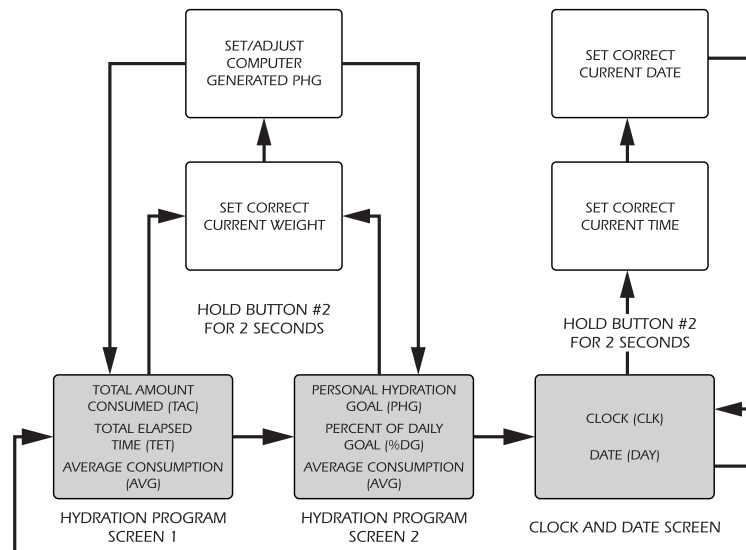 SET/ADJUST
COMPUTER
GENERATED PHG
SET CORRECT
CURRENT DATE
SET CORRECT
CURRENT WEIGHT
SET CORRECT
CURRENT TIME
HOLD BUTTON #2
FOR 2 SECONDS
HOLD BUTTON #2
FOR 2 SECONDS
TOTAL AMOUNT
CONSUMED (TAC)
TOTAL ELAPSED
TIME (TET)
AVERAGE CONSUMPTION
(AVG)
PERSONAL HYDRATION
GOAL (PHG)
PERCENT OF DAILY
GOAL (%DG)
AVERAGE CONSUMPTION
(AVG)
CLOCK (CLK)
DATE (DAY)
HYDRATION PROGRAM
SCREEN 1
HYDRATION PROGRAM
SCREEN 2
CLOCK AND DATE SCREEN